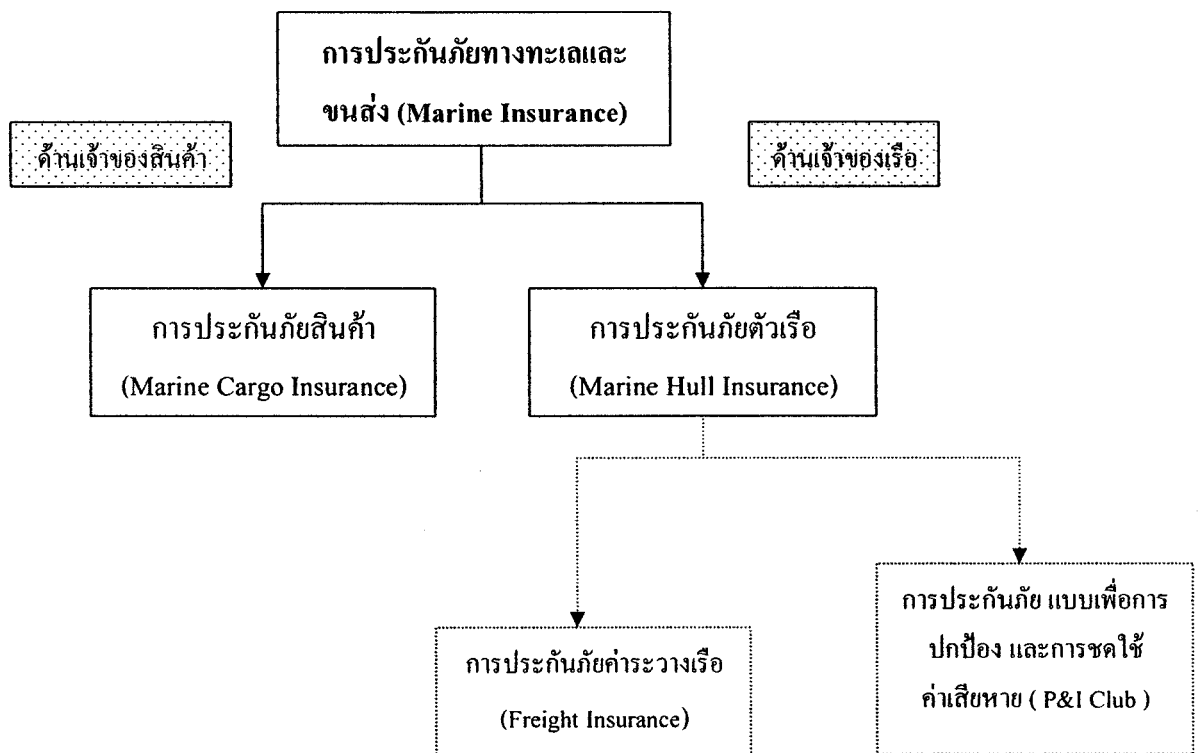 การประกันภัยทางทะเลและ
ขนส่ง (Marine Insurance)
ด้านเจ้าของสินค้า
ด้านเจ้าของเรือ
การประกันภัยสินค้า
(Marine Cargo Insurance)
การประกันภัยตัวเรือ
(Marine Hull Insurance)
การประกันภัยค่าระวางเรือ
(Freight Insurance)
การประกันภัย แบบเพื่อการ
ปกป้อง และการชดใช้
ค่าเสียหาย ( P&I Club )